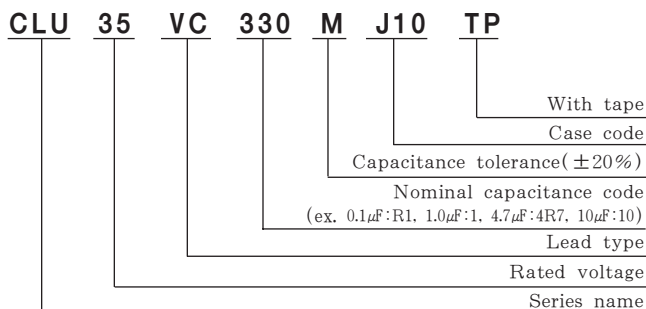 CLU 35 VC 330 M J10 TP
With tape
Case code
Capacitance tolerance(±20%)
Nominal capacitance code
(ex. 0.1㎌:R1, 1.0㎌:1, 4.7㎌:4R7, 10㎌:10)
Lead type
Rated voltage
Series name